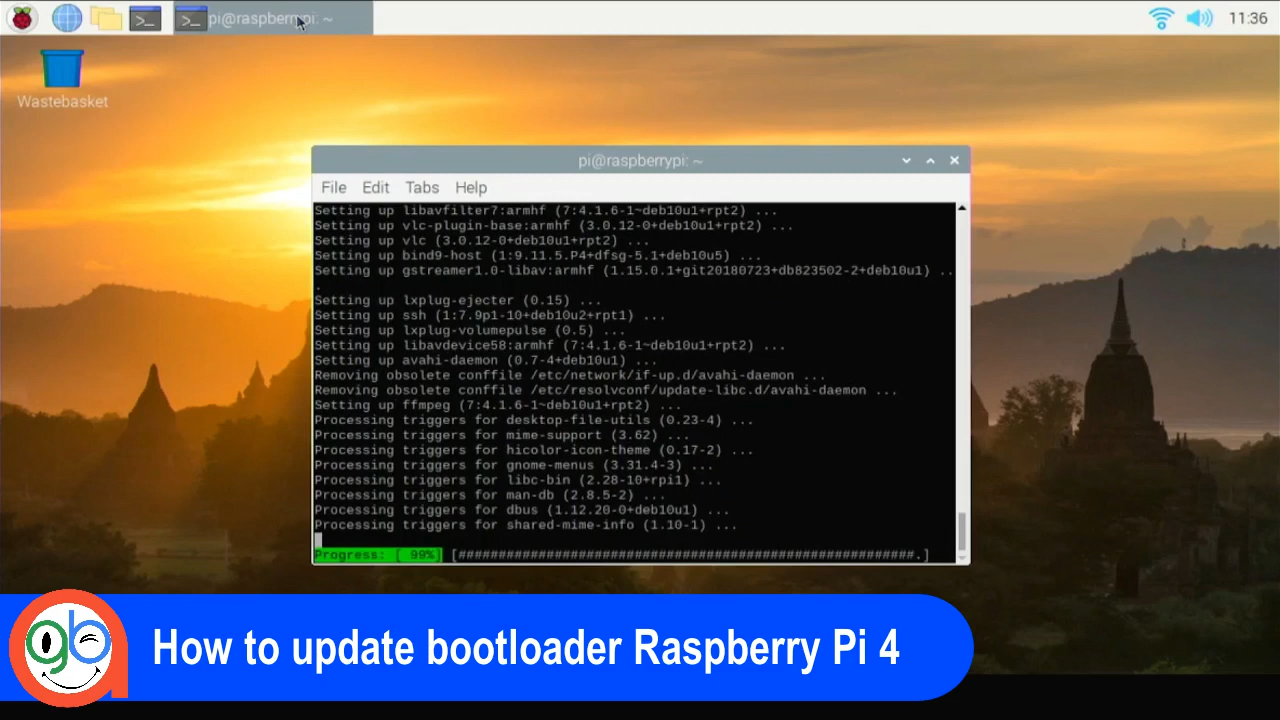 pi@raspberrypi: ~
11:36
Wastebasket
pi@raspberrypi: ~
File Edit Tabs Help
Setting up libavfilter7:armhf (7:4.1.6-1~deb10u1+rpt2) ...
Setting up vlc-plugin-base:armhf (3.0.12-0+deb10u1+rpt2) ...
Setting up vlc (3.0.12-0+deb10u1+rpt2) ...
Setting up bind9-host (1:9.11.5.P4+dfsg-5.1+deb10u5) ...
Setting up gstreamer1.0-libav:armhf (1.15.0.1+git20180723+db823502-2+deb10u1) ..
.
Setting up lxplug-ejecter (0.15) ...
Setting up ssh (1:7.9p1-10+deb10u2+rpt1) ...
Setting up lxplug-volumepulse (0.5) ...
Setting up libavdevice58:armhf (7:4.1.6-1~deb10u1+rpt2) ...
Setting up avahi-daemon (0.7-4+deb10u1) ...
Removing obsolete conffile /etc/network/if-up.d/avahi-daemon ...
Removing obsolete conffile /etc/resolvconf/update-libc.d/avahi-daemon ...
Setting up ffmpeg (7:4.1.6-1~deb10u1+rpt2) ...
Processing triggers for desktop-file-utils (0.23-4) ...
Processing triggers for mime-support (3.62) ...
Processing triggers for hicolor-icon-theme (0.17-2) ...
Processing triggers for gnome-menus (3.31.4-3) ...
Processing triggers for libc-bin (2.28-10+rpi1) ...
Processing triggers for man-db (2.8.5-2) ...
Processing triggers for dbus (1.12.20-0+deb10u1) ...
Processing triggers for shared-mime-info (1.10-1) ...
Progress: [ 99%] [#########################################################.]
gb
How to update bootloader Raspberry Pi 4